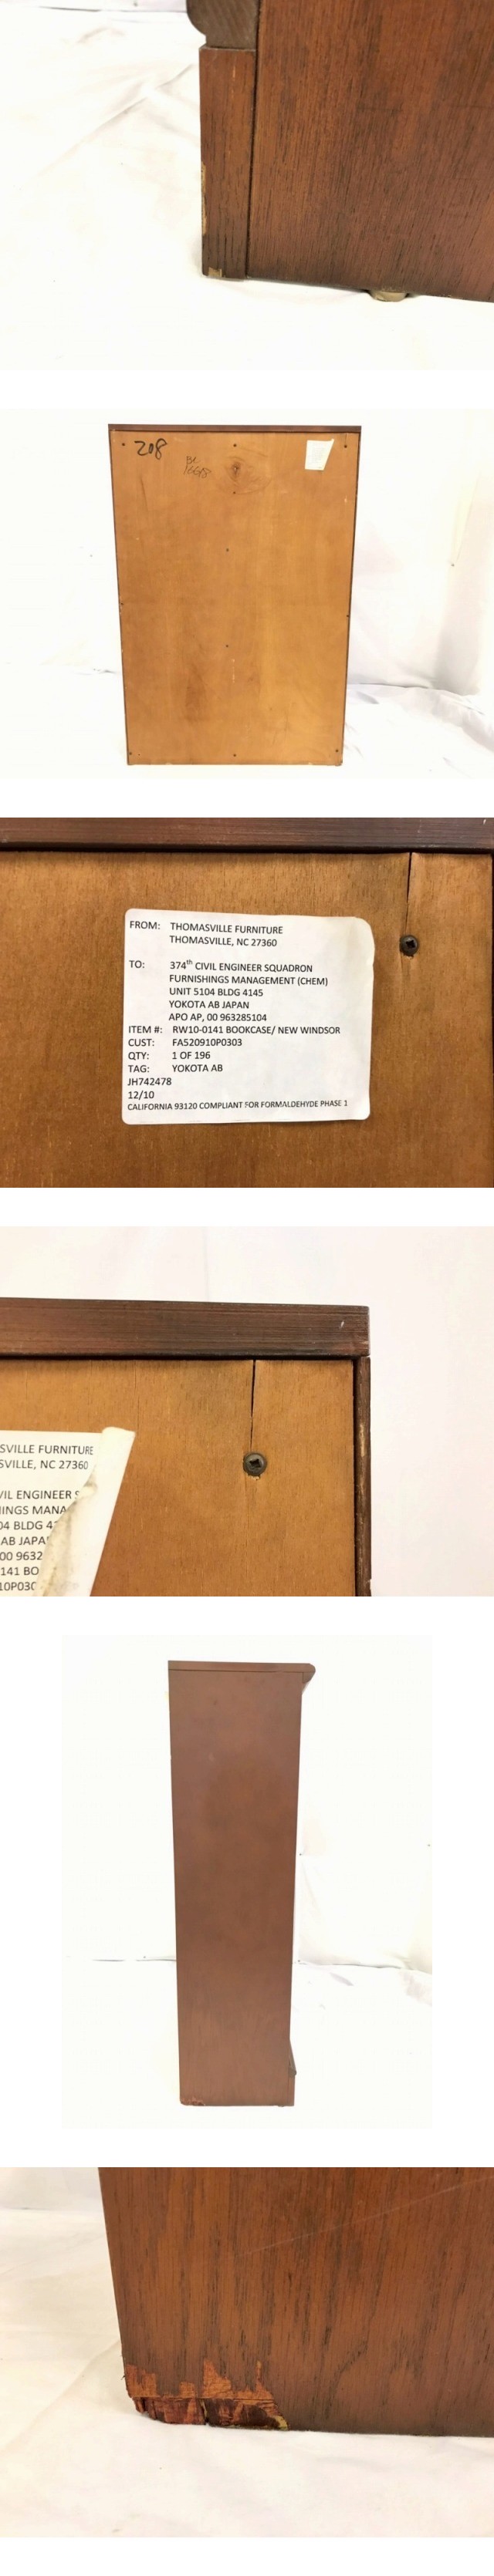 208
FROM: THOMASVILLE FURNITURE
THOMASVILLE, NC 27360
TO: 374th CIVIL ENGINEER SQUADRON
FURNISHINGS MANAGEMENT (CHEM)
UNIT 5104 BLDG 4145
YOKOTA AB JAPAN
APO AP, 00 963285104
ITEM #: RW10-0141 BOOKCASE/ NEW WINDSOR
CUST: FA520910P0303
QTY: 1 OF 196
TAG: YOKOTA AB
JH742478
12/10
CALIFORNIA 93120 COMPLIANT FOR FORMALDEHYDE PHASE 1
SVILLE FURNITURE
SVILLE, NC 27360
VIL ENGINEER
INGS MANA
04 BLDG 4
AB JAPA
00 9632
141 BO
10P030